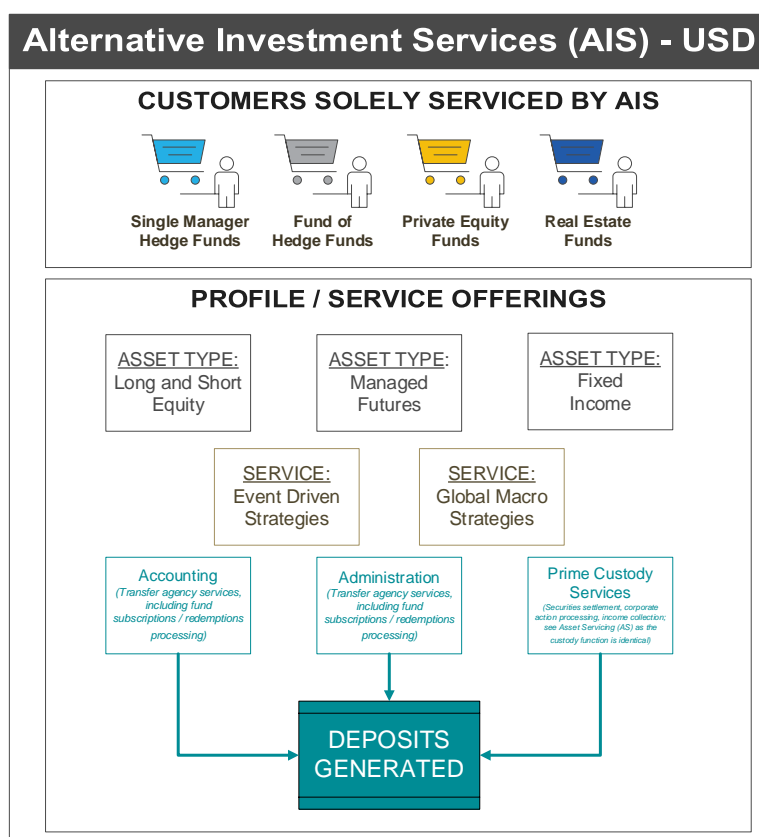 Alternative Investment Services (AIS) - USD
CUSTOMERS SOLELY SERVICED BY AIS
Single Manager
Hedge Funds
Fund of
Hedge Funds
Private Equity
Funds
Real Estate
Funds
PROFILE / SERVICE OFFERINGS
ASSET TYPE:
Long and Short
Equity
ASSET TYPE:
Managed
Futures
ASSET TYPE:
Fixed
Income
SERVICE:
Event Driven
Strategies
SERVICE:
Global Macro
Strategies
Accounting
(Transfer agency services,
including fund
subscriptions / redemptions
processing)
Administration
(Transfer agency services,
including fund
subscriptions / redemptions
processing)
Prime Custody
Services
(Securities settlement, corporate
action processing, income collection;
see Asset Servicing (AS) as the
custody function is identical)
DEPOSITS
GENERATED